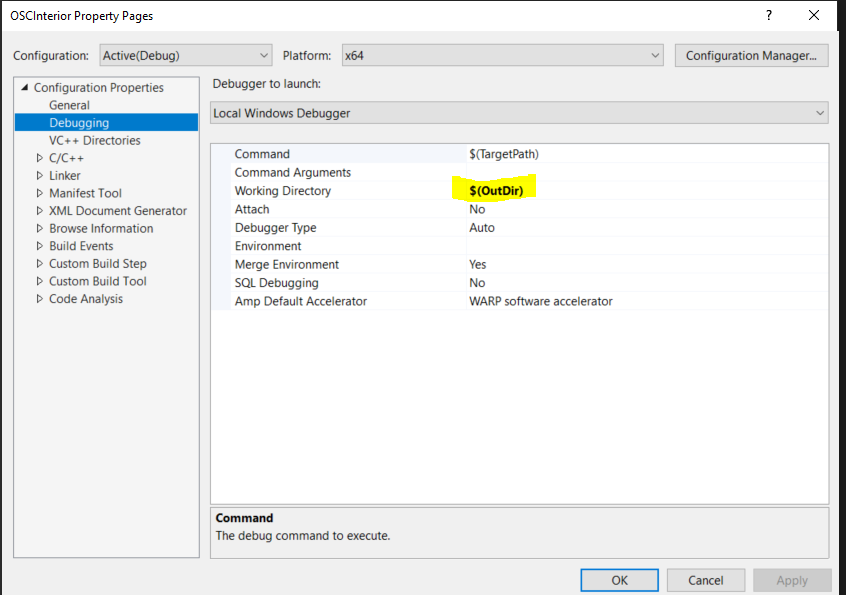 OSCInterior Property Pages
?
Configuration: Active(Debug) Platform: x64 Configuration Manager...
Configuration Properties
General
Debugging
VC++ Directories
C/C++
Linker
Manifest Tool
XML Document Generator
Browse Information
Build Events
Custom Build Step
Custom Build Tool
Code Analysis
Debugger to launch:
Local Windows Debugger
Command $(TargetPath)
Command Arguments
Working Directory $(OutDir)
Attach No
Debugger Type Auto
Environment
Merge Environment Yes
SQL Debugging No
Amp Default Accelerator WARP software accelerator
Command
The debug command to execute.
OK Cancel Apply